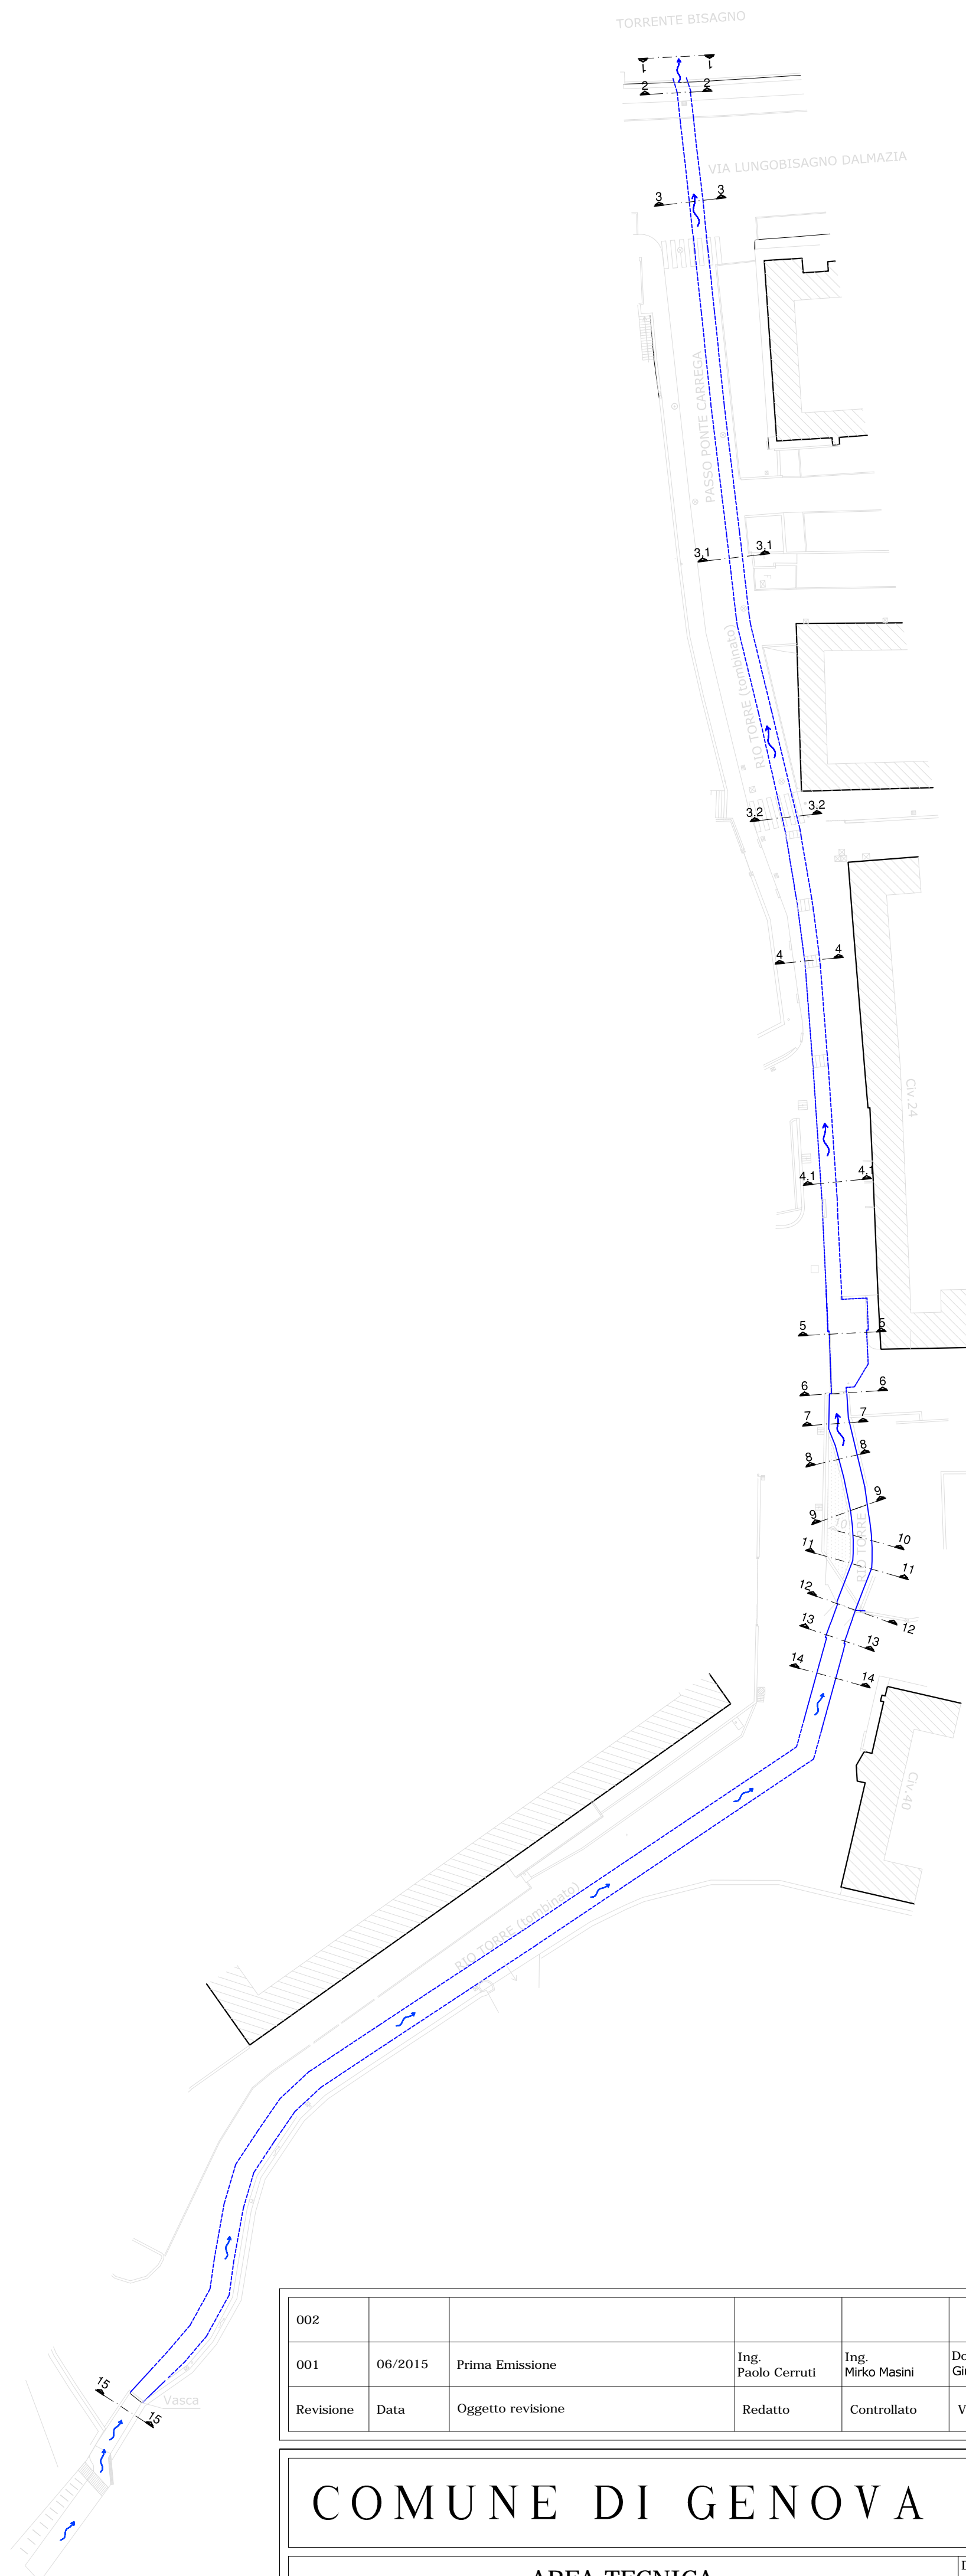 TORRENTE BISAGNO
1 1
2 2
VIA LUNGOBISAGNO DALMAZIA
3 3
PASSO PONTE CARREGA
3.1 3.1
RIO TORRE (tombinato)
3.2 3.2
4 4
Civ.24
4.1 4.1
5 5
6 6
7 7
8 8
9 9
10 10
RIO TORRE
11 11
12 12
13 13
14 14
Civ.40
RIO TORRE (tombinato)
15 15
Vasca
002
001 06/2015 Prima Emissione Ing. Paolo Cerruti Ing. Mirko Masini
Revisione Data Oggetto revisione Redatto Controllato
COMUNE DI GENOVA
AREA TECNICA